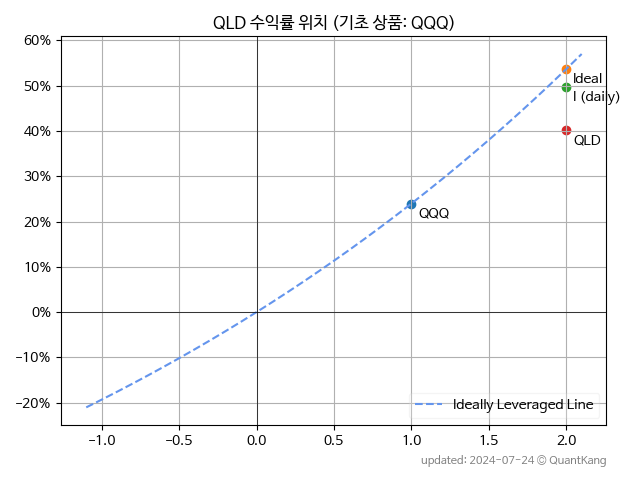 QLD 수익률 위치 (기초 상품: QQQ)
60%
50%
40%
30%
20%
10%
0%
−10%
−20%
Ideal
I (daily)
QLD
QQQ
Ideally Leveraged Line
−1.0 −0.5 0.0 0.5 1.0 1.5 2.0
updated: 2024-07-24 © QuantKang